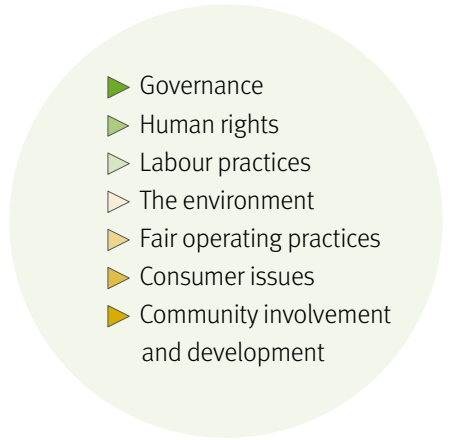 Governance
Human rights
Labour practices
The environment
Fair operating practices
Consumer issues
Community involvement
and development